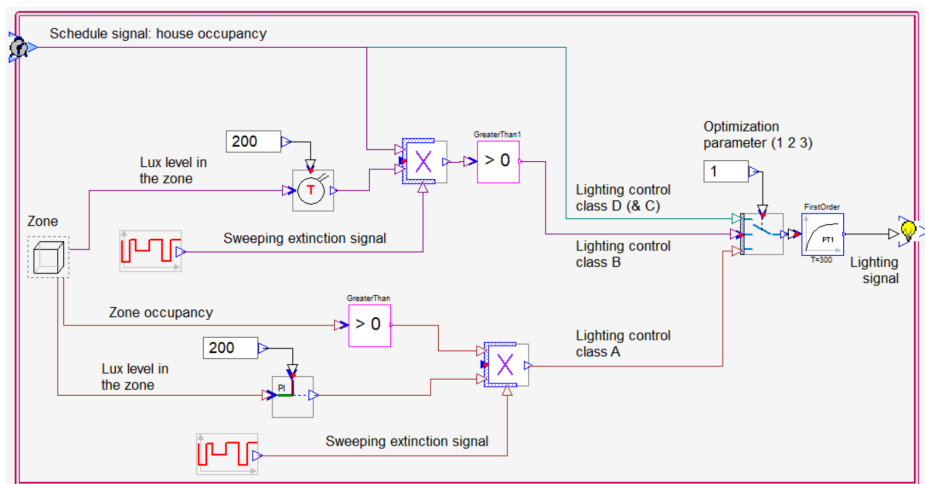 Schedule signal: house occupancy
GreaterThan1
Optimization
parameter (1 2 3)
200
> 0
Lux level in
the zone
T
X
1
Lighting control
class D (& C)
FirstOrder
Zone
Sweeping extinction signal
Lighting control
class B
PT1
T=300
Lighting
signal
GreaterThan
Zone occupancy
> 0
200
Lighting control
class A
Lux level in
the zone
PI
X
Sweeping extinction signal